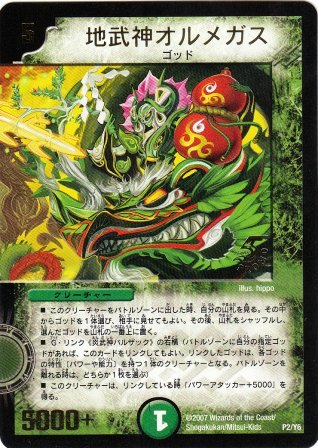 地武神オルメガス
ゴッド
illus. hippo
クリーチャー
■ このクリーチャーをバトルゾーンに出した時、自分の山札を見る。その中からゴッドを1体選び、相手に見せてもよい。その後、山札をシャッフルし、選んだゴッドを山札の一番上に置く。
■ G・リンク《炎武神バルザック》の右横（バトルゾーンに自分の指定ゴッドがあれば、このカードをリンクしてもよい。リンクしたゴッドは、各ゴッドの特性（パワーや能力）を持つ1体のクリーチャーとなる。ただしバトルゾーンを離れる時は、どちらか1枚を選ぶ）
■ このクリーチャーは、リンクしている時「パワーアタッカー+5000」を得る。
5000+
1
©2007 Wizards of the Coast/
Shogakukan/Mitsui-Kids
P2/Y6